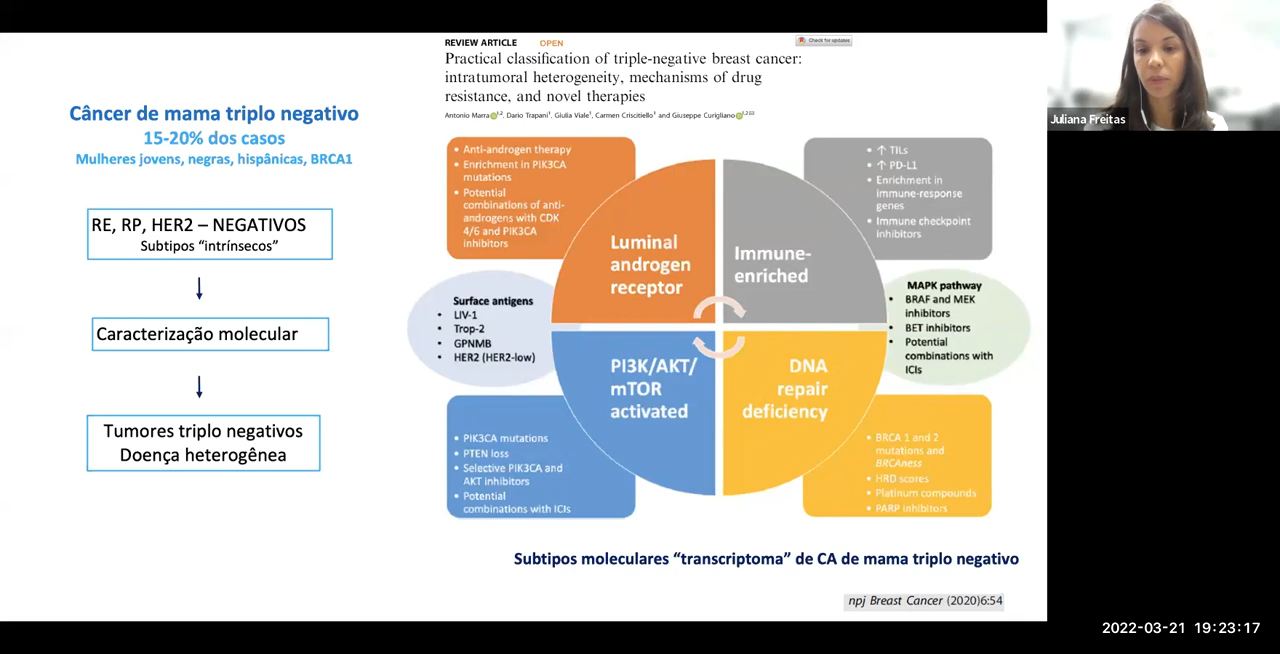 REVIEW ARTICLE OPEN
Check for updates
Practical classification of triple-negative breast cancer:
intratumoral heterogeneity, mechanisms of drug
resistance, and novel therapies
Antonio Marra 1,2, Dario Trapani1, Giulia Viale1, Carmen Criscitiello1 and Giuseppe Curigliano 1,2✉
Juliana Freitas
Câncer de mama triplo negativo
15-20% dos casos
Mulheres jovens, negras, hispânicas, BRCA1
RE, RP, HER2 – NEGATIVOS
Subtipos “intrínsecos”
Caracterização molecular
Tumores triplo negativos
Doença heterogênea
• Anti-androgen therapy
• Enrichment in PIK3CA
mutations
• Potential
combinations of anti-
androgens with CDK
4/6 and PIK3CA
inhibitors
• ↑ TILs
• ↑ PD-L1
• Enrichment in
immune-response
genes
• Immune checkpoint
inhibitors
Luminal
androgen
receptor
Immune-
enriched
Surface antigens
• LIV-1
• Trop-2
• GPNMB
• HER2 (HER2-low)
MAPK pathway
• BRAF and MEK
inhibitors
• BET inhibitors
• Potential
combinations with
ICIs
PI3K/AKT/
mTOR
activated
DNA
repair
deficiency
• PIK3CA mutations
• PTEN loss
• Selective PIK3CA and
AKT inhibitors
• Potential
combinations with ICIs
• BRCA 1 and 2
mutations and
BRCAness
• HRD scores
• Platinum compounds
• PARP inhibitors
Subtipos moleculares “transcriptoma” de CA de mama triplo negativo
npj Breast Cancer (2020)6:54
2022-03-21 19:23:17